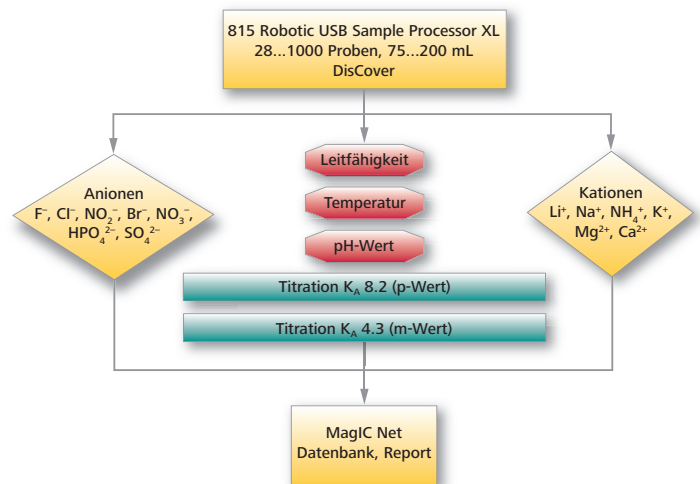 815 Robotic USB Sample Processor XL
28...1000 Proben, 75...200 mL
DisCover
Anionen
F⁻, Cl⁻, NO₂⁻, Br⁻, NO₃⁻,
HPO₄²⁻, SO₄²⁻
Leitfähigkeit
Temperatur
pH-Wert
Kationen
Li⁺, Na⁺, NH₄⁺, K⁺,
Mg²⁺, Ca²⁺
Titration K_A 8.2 (p-Wert)
Titration K_A 4.3 (m-Wert)
MagIC Net
Datenbank, Report